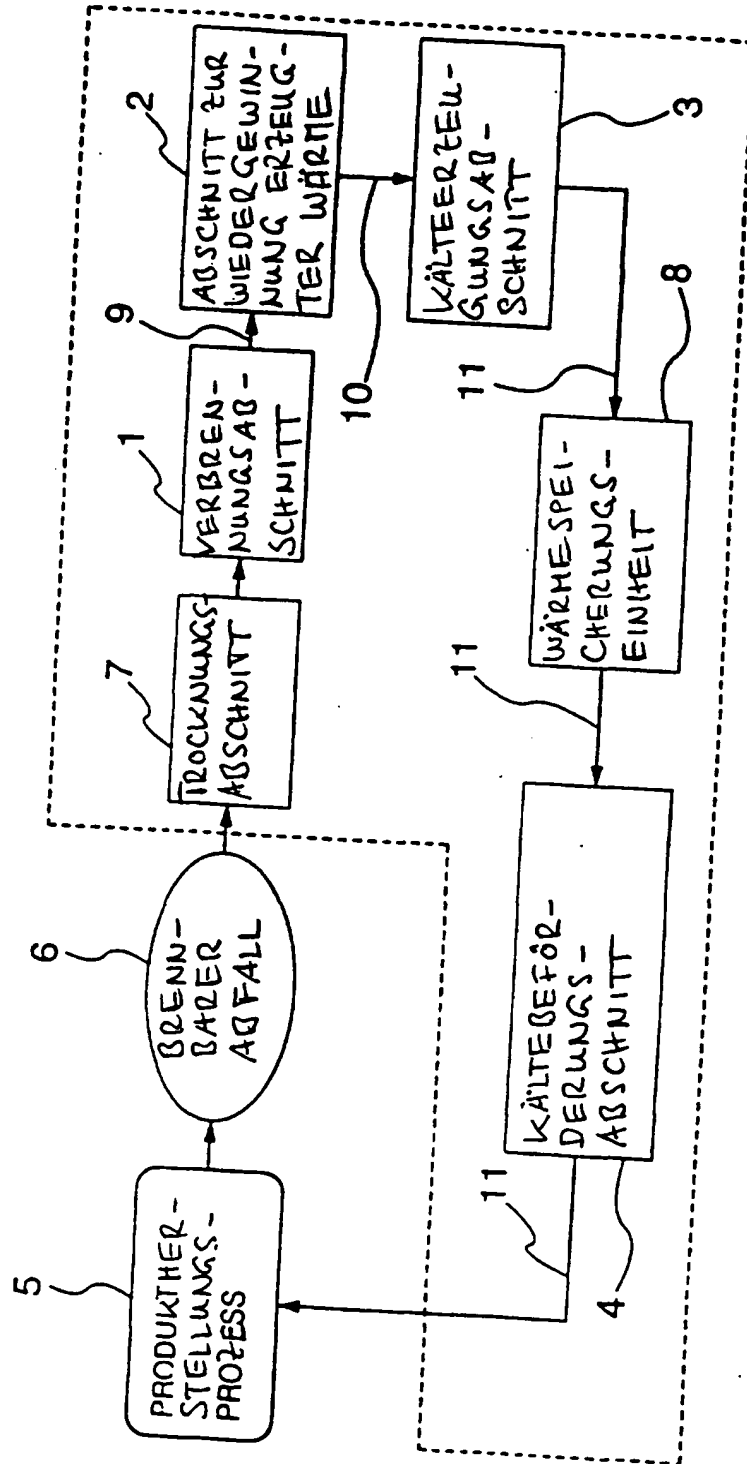 5
PRODUKTHER-
STELLUNGS-
PROZESS
6
BRENN-
BARER
ABFALL
7
TROCKNUNGS-
ABSCHNITT
1
VERBREN-
NUNGSAB-
SCHNITT
9
2
ABSCHNITT ZUR
WIEDERGEWIN-
NUNG ERZEUG-
TER WÄRME
10
KÄLTEERZEU-
GUNGSAB-
SCHNITT
3
11
WÄRMESPEI-
CHERUNGS-
EINHEIT
8
11
KÄLTEBEFÖR-
DERUNGS-
ABSCHNITT
4
11